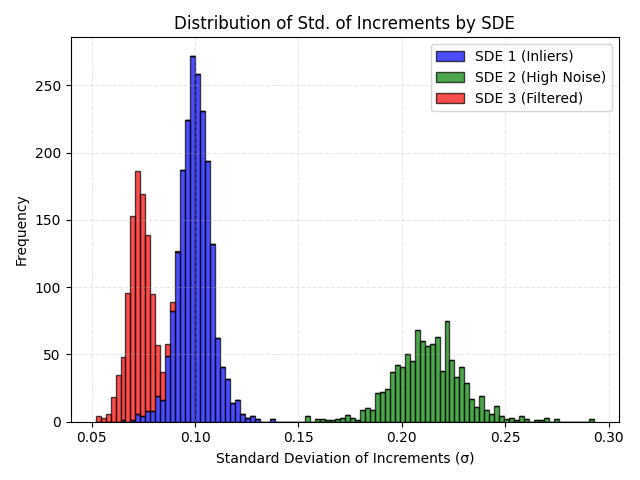 Distribution of Std. of Increments by SDE
SDE 1 (Inliers)
SDE 2 (High Noise)
SDE 3 (Filtered)
Frequency
250
200
150
100
50
0
0.05
0.10
0.15
0.20
0.25
0.30
Standard Deviation of Increments (σ)